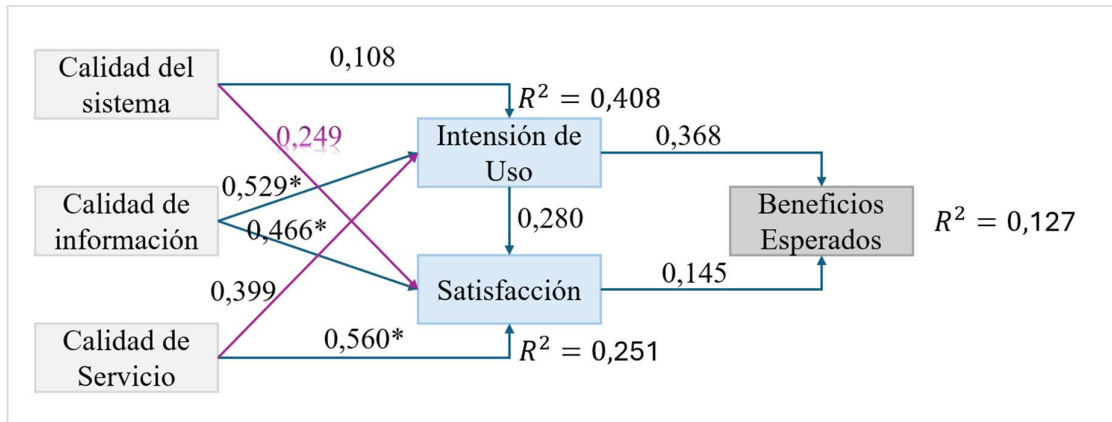 Calidad del
sistema
0,108
R² = 0,408
0,249
Intensión de
Uso
0,368
0,529*
Calidad de
información
0,466*
0,280
Beneficios
Esperados
R² = 0,127
0,399
Satisfacción
0,145
Calidad de
Servicio
0,560*
R² = 0,251